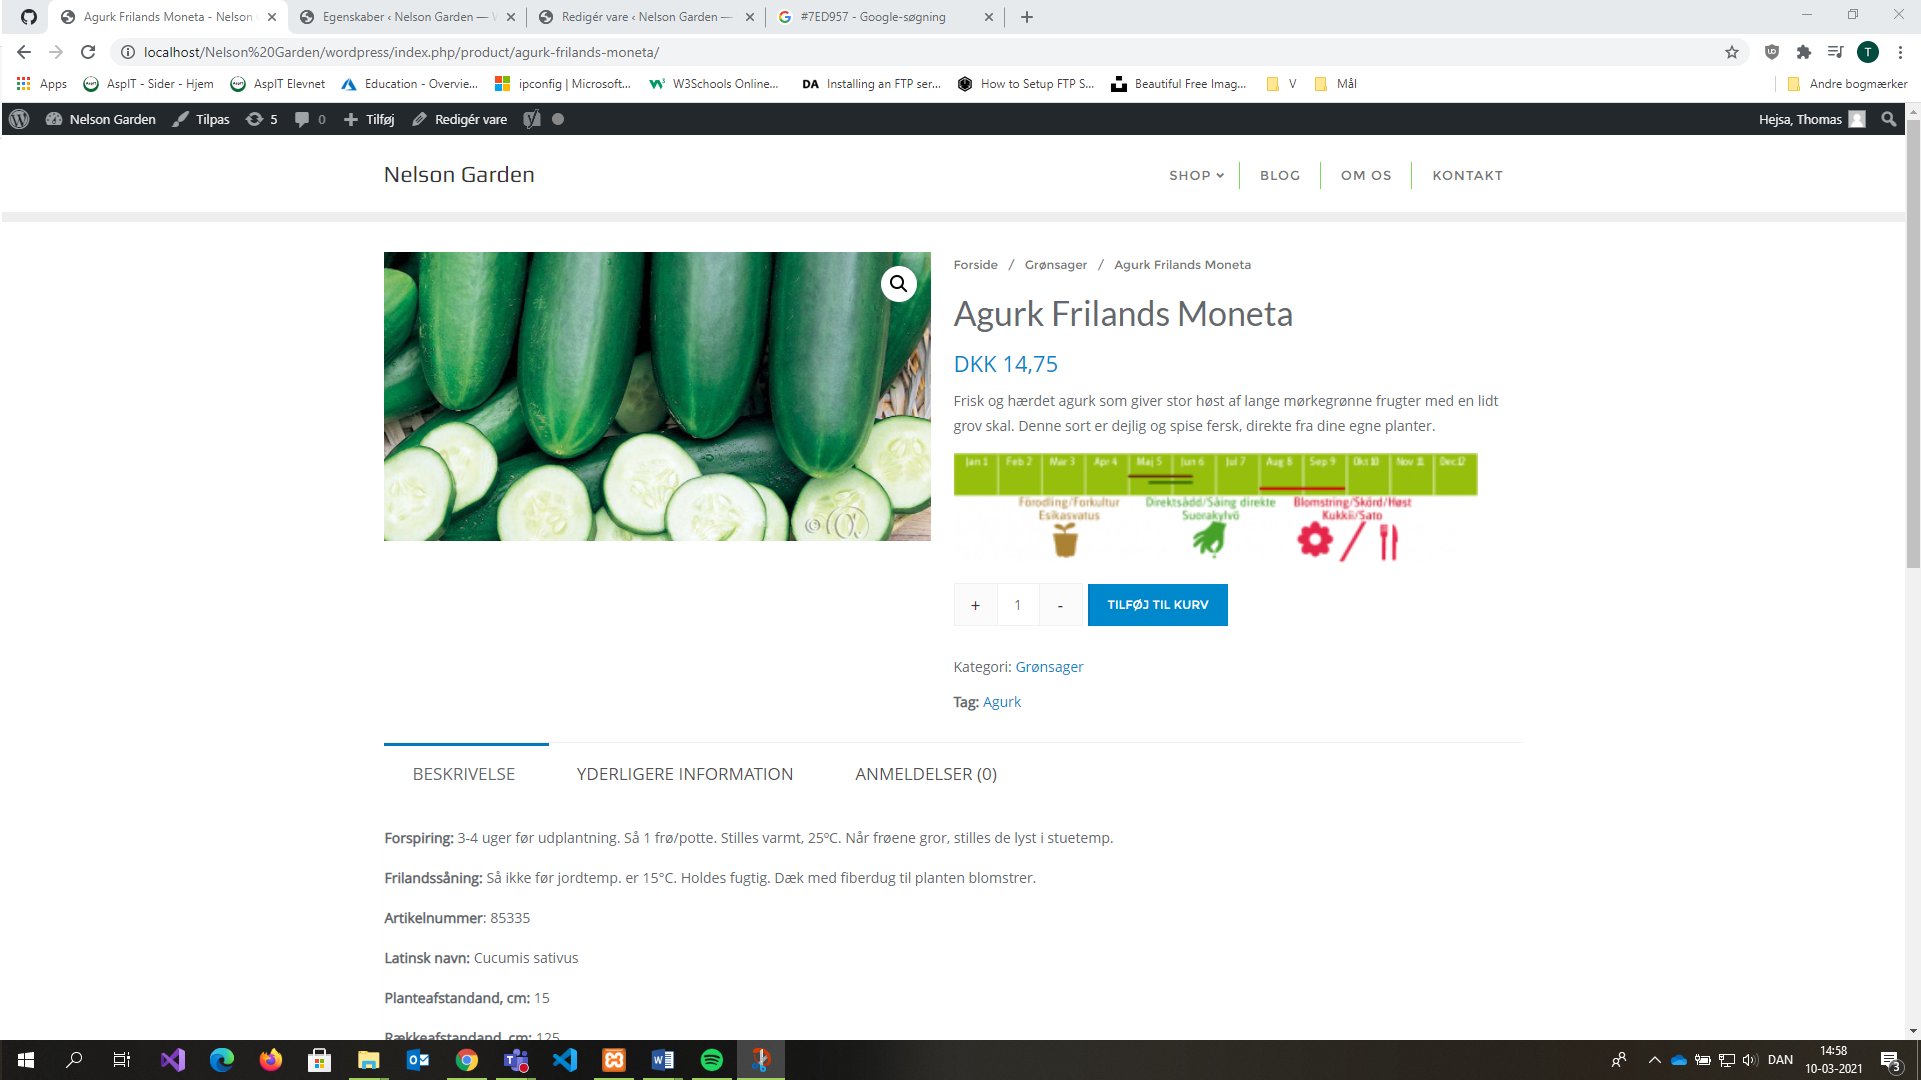 Agurk Frilands Moneta - Nelson
Egenskaber ‹ Nelson Garden — W
Redigér vare ‹ Nelson Garden —
#7ED957 - Google-søgning
localhost/Nelson%20Garden/wordpress/index.php/product/agurk-frilands-moneta/
T
Apps
AspIT - Sider - Hjem
AspIT Elevnet
Education - Overvie...
ipconfig | Microsoft...
W3Schools Online...
DA Installing an FTP ser...
How to Setup FTP S...
Beautiful Free Imag...
V
Mål
Andre bogmærker
Nelson Garden
Tilpas
5
0
Tilføj
Redigér vare
Hejsa, Thomas
Nelson Garden
SHOP
BLOG
OM OS
KONTAKT
Forside / Grønsager / Agurk Frilands Moneta
Agurk Frilands Moneta
DKK 14,75
Frisk og hærdet agurk som giver stor høst af lange mørkegrønne frugter med en lidt
grov skal. Denne sort er dejlig og spise fersk, direkte fra dine egne planter.
Jan 1 Feb 2 Mar 3 Apr 4 Maj 5 Jun 6 Jul 7 Aug 8 Sep 9 Okt 10 Nov 11 Dec 12
Förodling/Forkultur
Esikasvatus
Direktsådd/Såing direkte
Suorakylvö
Blomstring/Skörd/Høst
Kukkii/Sato
+ 1 -
TILFØJ TIL KURV
Kategori: Grønsager
Tag: Agurk
BESKRIVELSE
YDERLIGERE INFORMATION
ANMELDELSER (0)
Forspiring: 3-4 uger før udplantning. Så 1 frø/potte. Stilles varmt, 25ºC. Når frøene gror, stilles de lyst i stuetemp.
Frilandssåning: Så ikke før jordtemp. er 15°C. Holdes fugtig. Dæk med fiberdug til planten blomstrer.
Artikelnummer: 85335
Latinsk navn: Cucumis sativus
Planteafstandand, cm: 15
Rækkeafstandand, cm: 125
DAN
14:58
10-03-2021
3